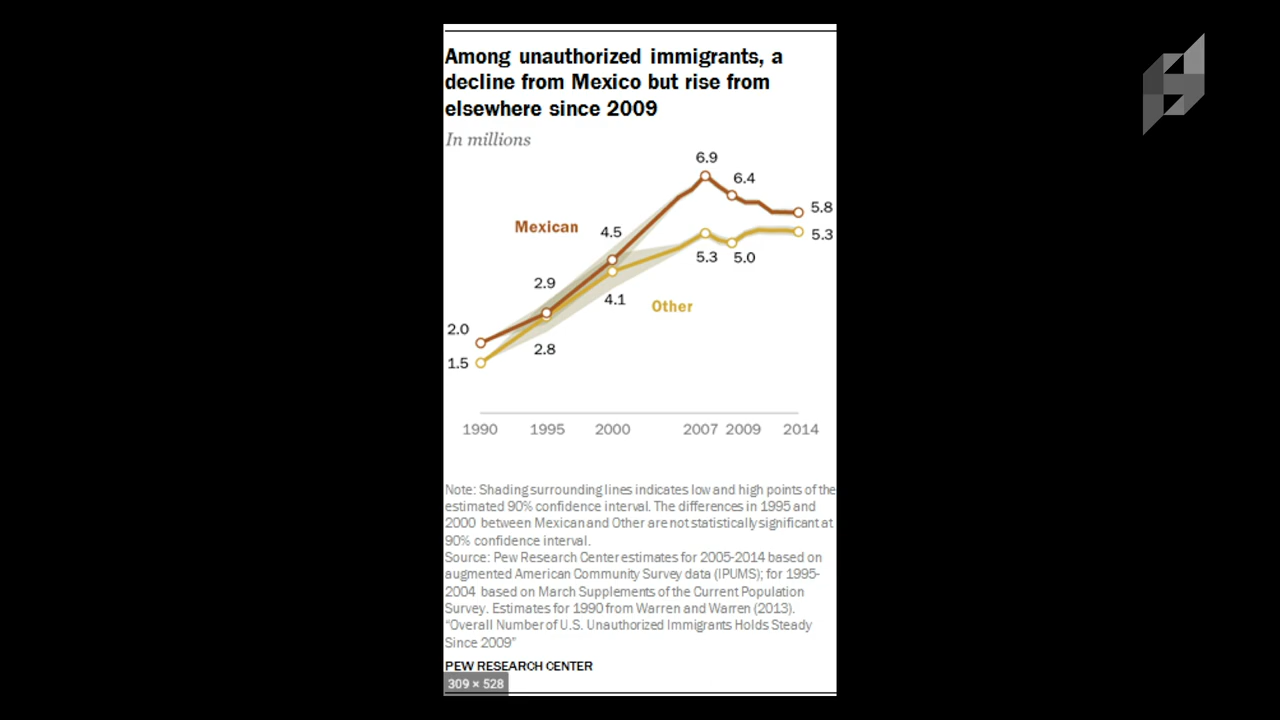 Among unauthorized immigrants, a
decline from Mexico but rise from
elsewhere since 2009
In millions
6.9
6.4
5.8
Mexican
4.5
5.3
5.3
5.0
2.9
4.1
Other
2.0
2.8
1.5
1990 1995 2000 2007 2009 2014
Note: Shading surrounding lines indicates low and high points of the
estimated 90% confidence interval. The differences in 1995 and
2000 between Mexican and Other are not statistically significant at
90% confidence interval.
Source: Pew Research Center estimates for 2005-2014 based on
augmented American Community Survey data (IPUMS); for 1995-
2004 based on March Supplements of the Current Population
Survey. Estimates for 1990 from Warren and Warren (2013).
“Overall Number of U.S. Unauthorized Immigrants Holds Steady
Since 2009”
PEW RESEARCH CENTER
309 × 528